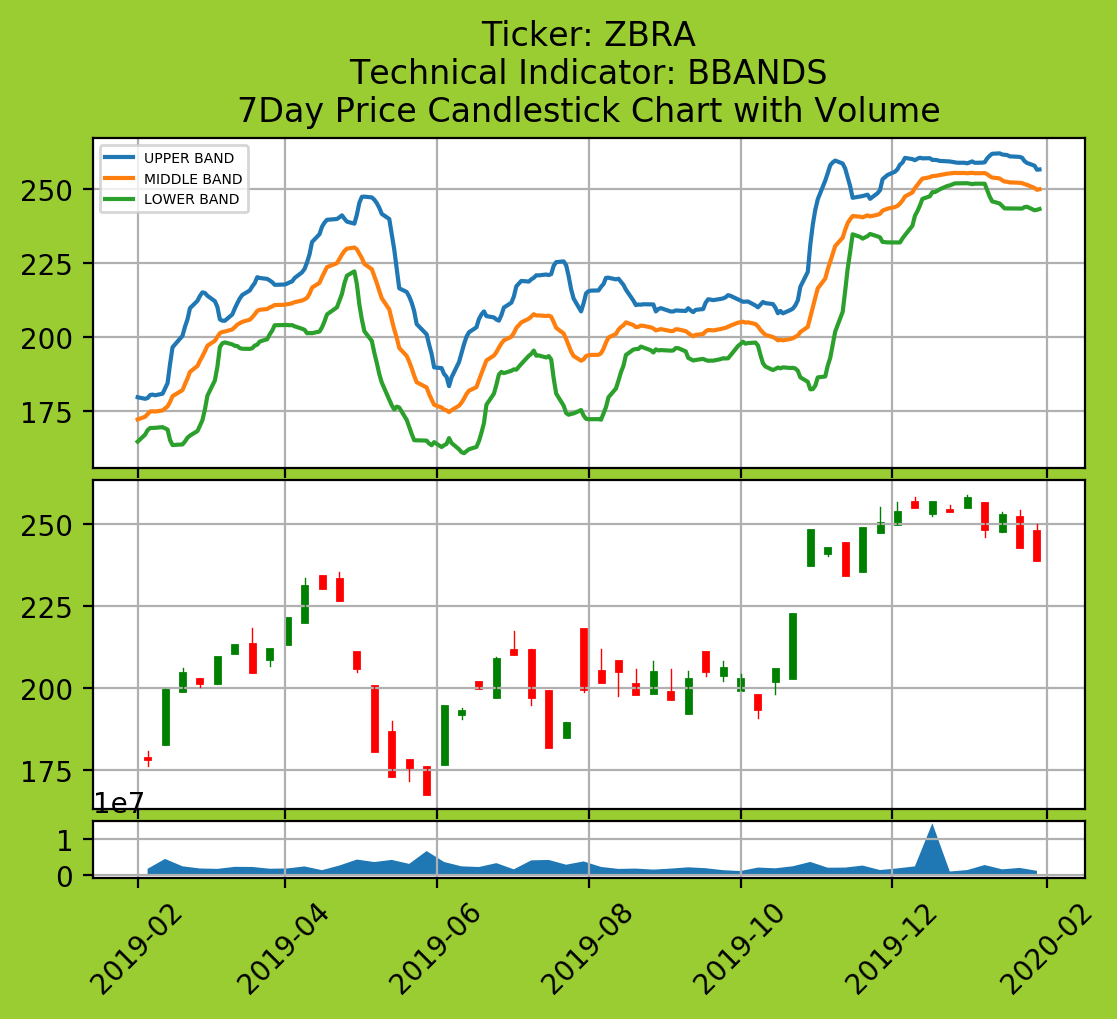 Ticker: ZBRA
Technical Indicator: BBANDS
7Day Price Candlestick Chart with Volume
UPPER BAND
MIDDLE BAND
LOWER BAND
250
225
200
175
250
225
200
175
1e7
1
0
2019-02
2019-04
2019-06
2019-08
2019-10
2019-12
2020-02